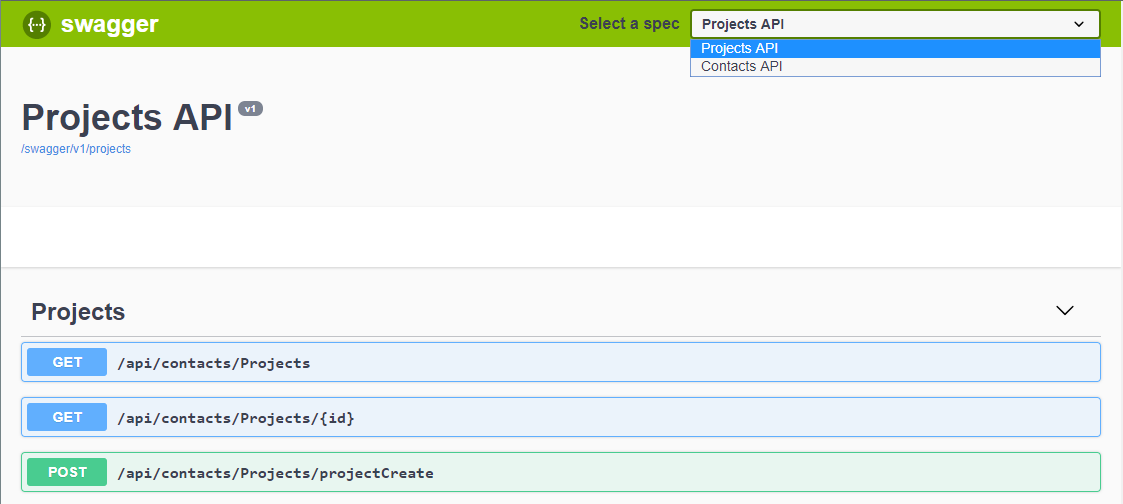 {···} swagger
Select a spec Projects API
Projects API
Contacts API
Projects API v1
/swagger/v1/projects
Projects
GET /api/contacts/Projects
GET /api/contacts/Projects/{id}
POST /api/contacts/Projects/projectCreate